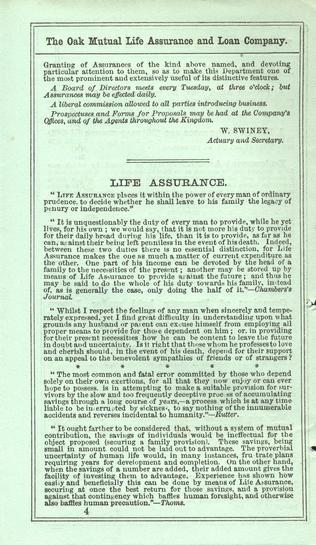 The Oak Mutual Life Assurance and Loan Company.
Granting of Assurances of the kind above named, and devoting
particular attention to them, so as to make this Department one of
the most prominent and extensively useful of its distinctive features.
A Board of Directors meets every Tuesday, at three o'clock; but
Assurances may be effected daily.
A liberal commission allowed to all parties introducing business.
Prospectuses and Forms for Proposals may be had at the Company's
Offices, and of the Agents throughout the Kingdom.
W. SWINEY,
Actuary and Secretary.
LIFE ASSURANCE.
"LIFE ASSURANCE places it within the power of every man of ordinary
prudence, to decide whether he shall leave to his family the legacy of
penury or independence."
"It is unquestionably the duty of every man to provide, while he yet
lives, for his own; we would say, that it is not more his duty to provide
for their daily bread during his life, than it is to provide, as far as he
can, against their being left penniless in the event of his death. Indeed,
between these two duties there is no essential distinction, for Life
Assurance makes the one as much a matter of current expenditure as
the other. One part of his income can be devoted by the head of a
family to the necessities of the present; another may be stored up by
means of Life Assurance to provide against the future; and thus he
may be said to do the whole of his duty towards his family, instead
of, as is generally the case, only doing the half of it."—Chambers's
Journal.
"Whilst I respect the feelings of any man when sincerely and tempe-
rately expressed, yet I find great difficulty in understanding upon what
grounds any husband or parent can excuse himself from employing all
proper means to provide for those dependent on him; or, in providing
for their present necessities how he can be content to leave the future
in doubt and uncertainty. Is it right that those whom he professes to love
and cherish should, in the event of his death, depend for their support
on an appeal to the benevolent sympathies of friends or of strangers?
* * * * *
"The most common and fatal error committed by those who depend
solely on their own exertions, for all that they now enjoy or can ever
hope to possess, is in attempting to make a suitable provision for sur-
vivors by the slow and too frequently deceptive process of accumulating
savings through a long course of years,—a process which is at any time
liable to be interrupted by sickness, to say nothing of the innumerable
accidents and reverses incidental to humanity."—Rutter.
"It ought farther to be considered that, without a system of mutual
contribution, the savings of individuals would be ineffectual for the
object proposed (securing a family provision). These savings, being
small in amount could not be laid out to advantage. The proverbial
uncertainty of human life would, in many instances, frustrate plans
requiring years for development and completion. On the other hand,
when the savings of a number are added, their added amount gives the
facility of investing them to advantage. Experience has shown how
easily and beneficially this can be done by means of Life Assurance,
securing at once the best return for those savings, and a provision
against that contingency which baffles human foresight, and otherwise
also baffles human precaution."—Thoms.
4